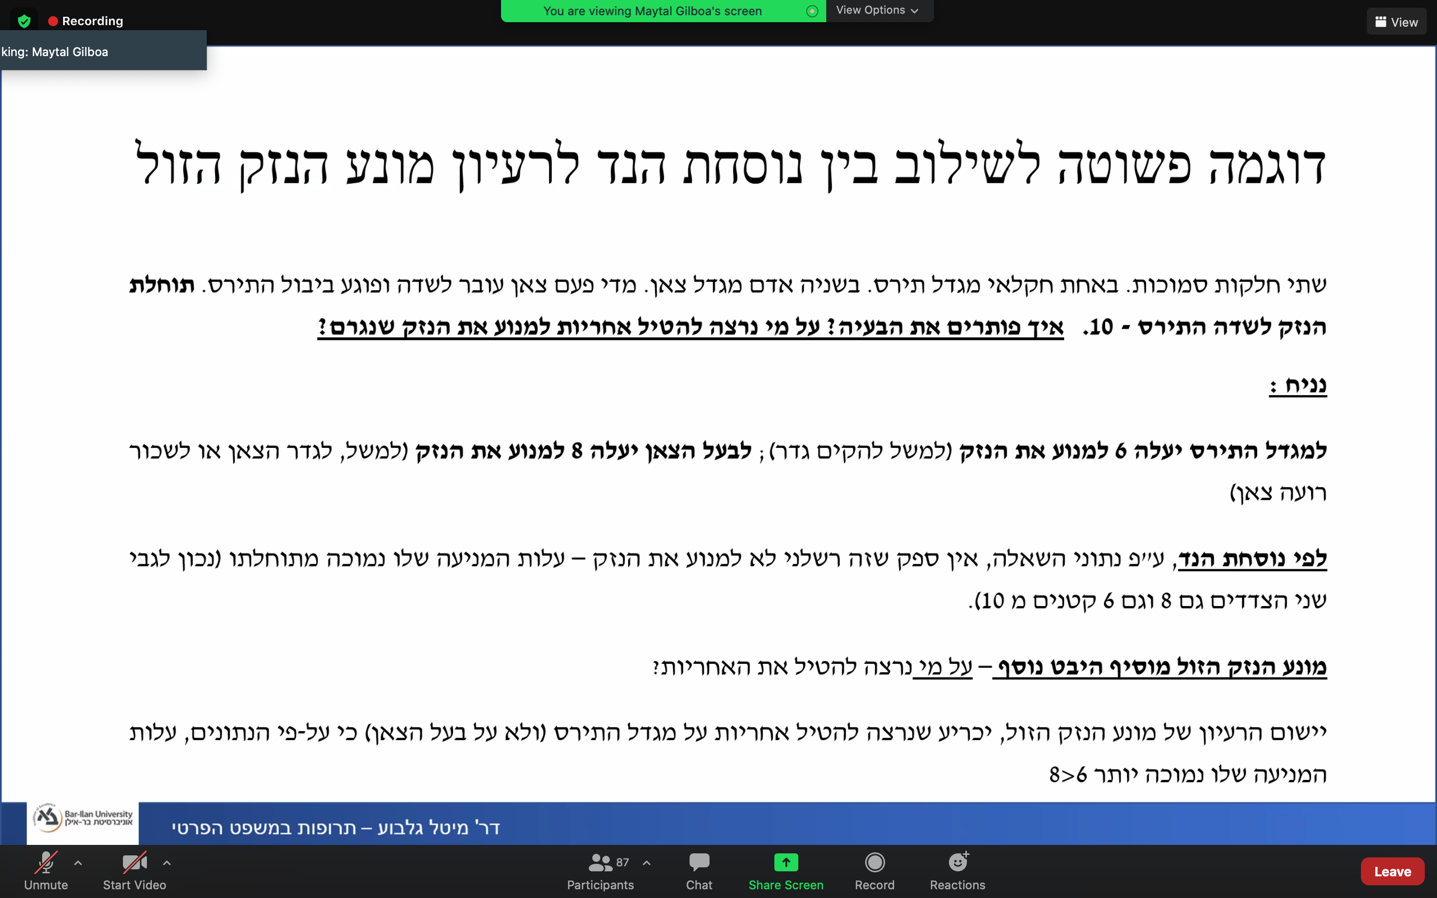 Recording
You are viewing Maytal Gilboa's screen
View Options
View
king: Maytal Gilboa
דוגמה פשוטה לשילוב בין נוסחת הנד לרעיון מונע הנזק הזול
שתי חלקות סמוכות. באחת חקלאי מגדל תירס. בשניה אדם מגדל צאן. מדי פעם צאן עובר לשדה ופוגע ביבול התירס. תוחלת
הנזק לשדה התירס - 10. איך פותרים את הבעיה? על מי נרצה להטיל אחריות למנוע את הנזק שנגרם?
נניח :
למגדל התירס יעלה 6 למנוע את הנזק (למשל להקים גדר); לבעל הצאן יעלה 8 למנוע את הנזק (למשל, לגדר הצאן או לשכור
רועה צאן)
לפי נוסחת הנד, ע״פ נתוני השאלה, אין ספק שזה רשלני לא למנוע את הנזק – עלות המניעה שלו נמוכה מתוחלתו (נכון לגבי
שני הצדדים גם 8 וגם 6 קטנים מ 10).
מונע הנזק הזול מוסיף היבט נוסף – על מי נרצה להטיל את האחריות?
יישום הרעיון של מונע הנזק הזול, יכריע שנרצה להטיל אחריות על מגדל התירס (ולא על בעל הצאן) כי על-פי הנתונים, עלות
המניעה שלו נמוכה יותר 6<8
Bar-Ilan University
אוניברסיטת בר-אילן
דר' מיטל גלבוע – תרופות במשפט הפרטי
Unmute
Start Video
87
Participants
Chat
Share Screen
Record
Reactions
Leave